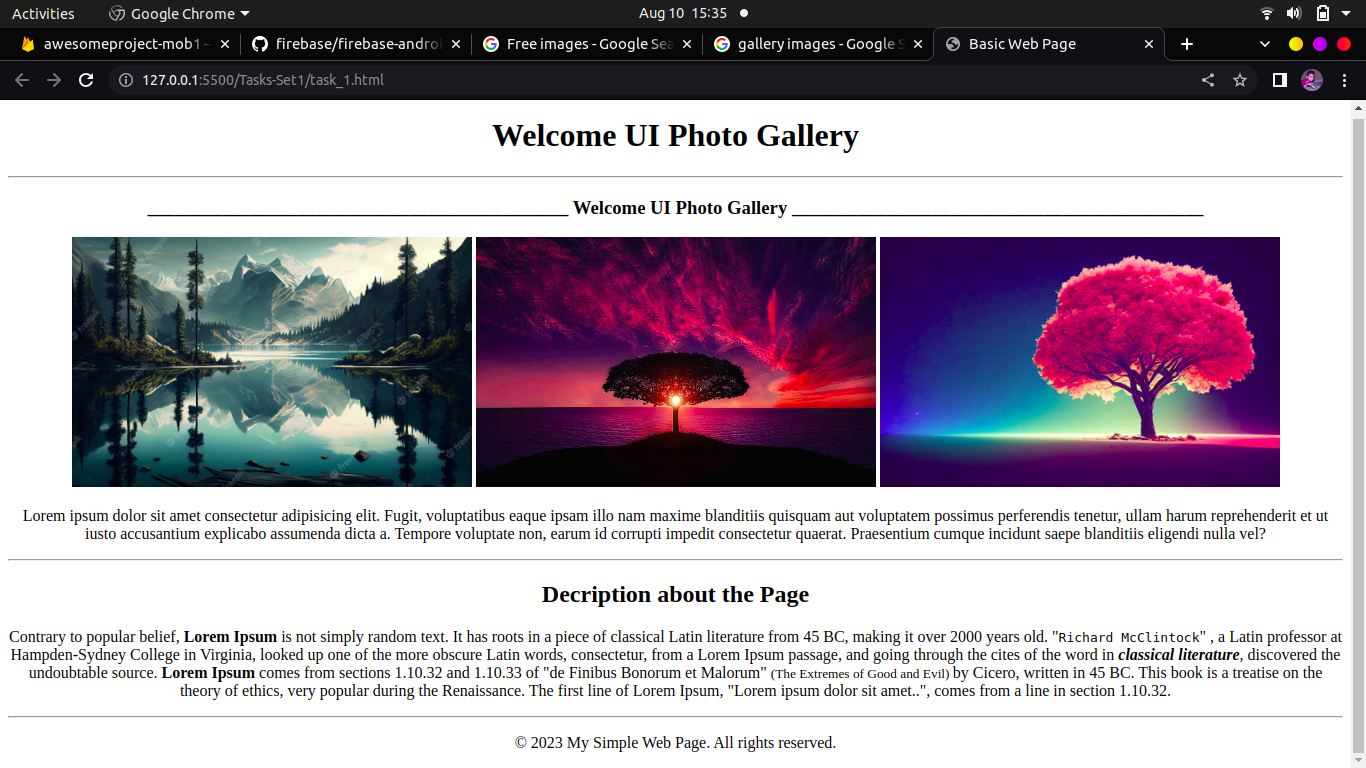 Activities Google Chrome Aug 10 15:35
awesomeproject-mob1 – firebase/firebase-androi Free images - Google Sea gallery images - Google S Basic Web Page
127.0.0.1:5500/Tasks-Set1/task_1.html
Welcome UI Photo Gallery
_____________________________________________ Welcome UI Photo Gallery ____________________________________________
Lorem ipsum dolor sit amet consectetur adipisicing elit. Fugit, voluptatibus eaque ipsam illo nam maxime blanditiis quisquam aut voluptatem possimus perferendis tenetur, ullam harum reprehenderit et ut
iusto accusantium explicabo assumenda dicta a. Tempore voluptate non, earum id corrupti impedit consectetur quaerat. Praesentium cumque incidunt saepe blanditiis eligendi nulla vel?
Decription about the Page
Contrary to popular belief, Lorem Ipsum is not simply random text. It has roots in a piece of classical Latin literature from 45 BC, making it over 2000 years old. "Richard McClintock" , a Latin professor at
Hampden-Sydney College in Virginia, looked up one of the more obscure Latin words, consectetur, from a Lorem Ipsum passage, and going through the cites of the word in classical literature, discovered the
undoubtable source. Lorem Ipsum comes from sections 1.10.32 and 1.10.33 of "de Finibus Bonorum et Malorum" (The Extremes of Good and Evil) by Cicero, written in 45 BC. This book is a treatise on the
theory of ethics, very popular during the Renaissance. The first line of Lorem Ipsum, "Lorem ipsum dolor sit amet..", comes from a line in section 1.10.32.
© 2023 My Simple Web Page. All rights reserved.